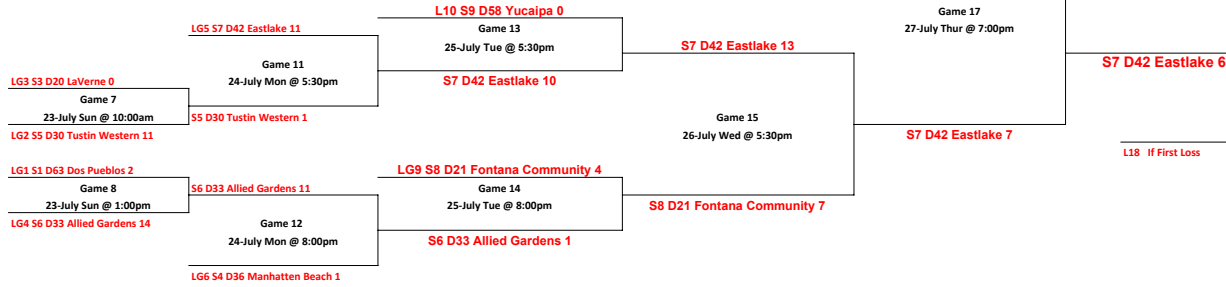 L10 S9 D58 Yucaipa 0
Game 17
27-July Thur @ 7:00pm
LG5 S7 D42 Eastlake 11
Game 13
25-July Tue @ 5:30pm
S7 D42 Eastlake 13
Game 11
24-July Mon @ 5:30pm
S7 D42 Eastlake 6
LG3 S3 D20 LaVerne 0
S7 D42 Eastlake 10
Game 7
23-July Sun @ 10:00am
S5 D30 Tustin Western 1
Game 15
26-July Wed @ 5:30pm
LG2 S5 D30 Tustin Western 11
S7 D42 Eastlake 7
L18 If First Loss
LG1 S1 D63 Dos Pueblos 2
LG9 S8 D21 Fontana Community 4
Game 8
23-July Sun @ 1:00pm
S6 D33 Allied Gardens 11
Game 14
25-July Tue @ 8:00pm
S8 D21 Fontana Community 7
LG4 S6 D33 Allied Gardens 14
Game 12
24-July Mon @ 8:00pm
S6 D33 Allied Gardens 1
LG6 S4 D36 Manhatten Beach 1